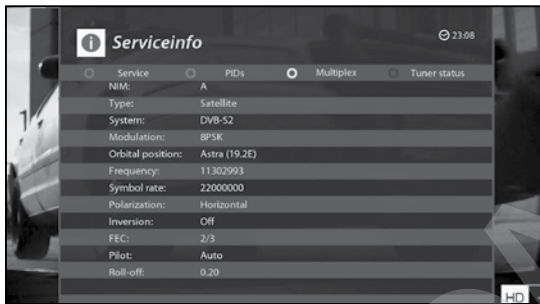 i Serviceinfo 23:08
Service PIDs Multiplex Tuner status
NIM: A
Type: Satellite
System: DVB-S2
Modulation: 8PSK
Orbital position: Astra (19.2E)
Frequency: 11302993
Symbol rate: 22000000
Polarization: Horizontal
Inversion: Off
FEC: 2/3
Pilot: Auto
Roll-off: 0.20
HD